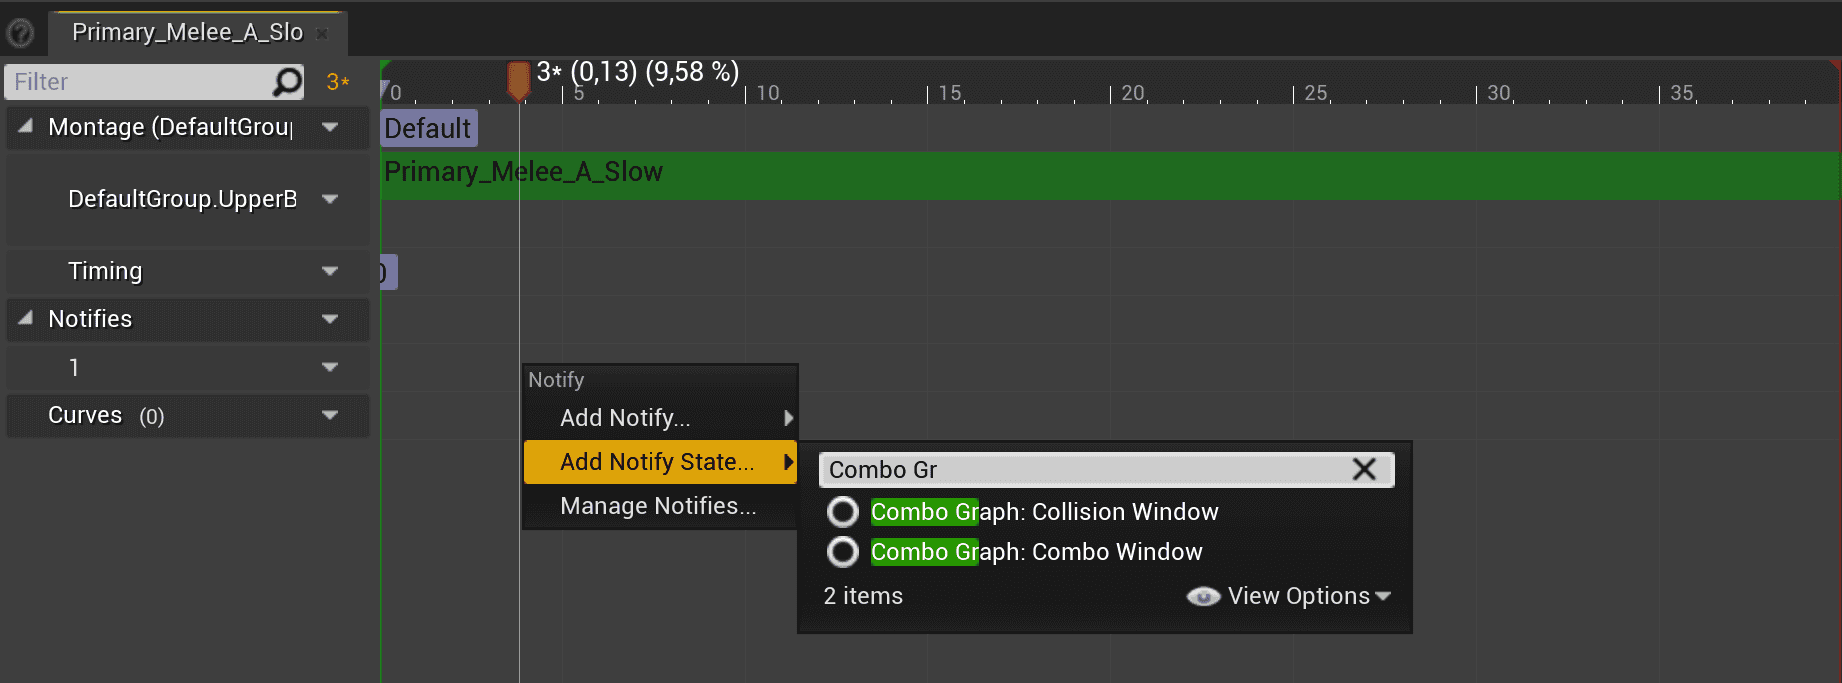 Primary_Melee_A_Slo
Filter
3*
3* (0,13) (9,58 %)
0 5 10 15 20 25 30 35
Montage (DefaultGrou
Default
Primary_Melee_A_Slow
DefaultGroup.UpperB
Timing
Notifies
1
Curves (0)
Notify
Add Notify...
Add Notify State...
Manage Notifies...
Combo Gr
Combo Graph: Collision Window
Combo Graph: Combo Window
2 items View Options